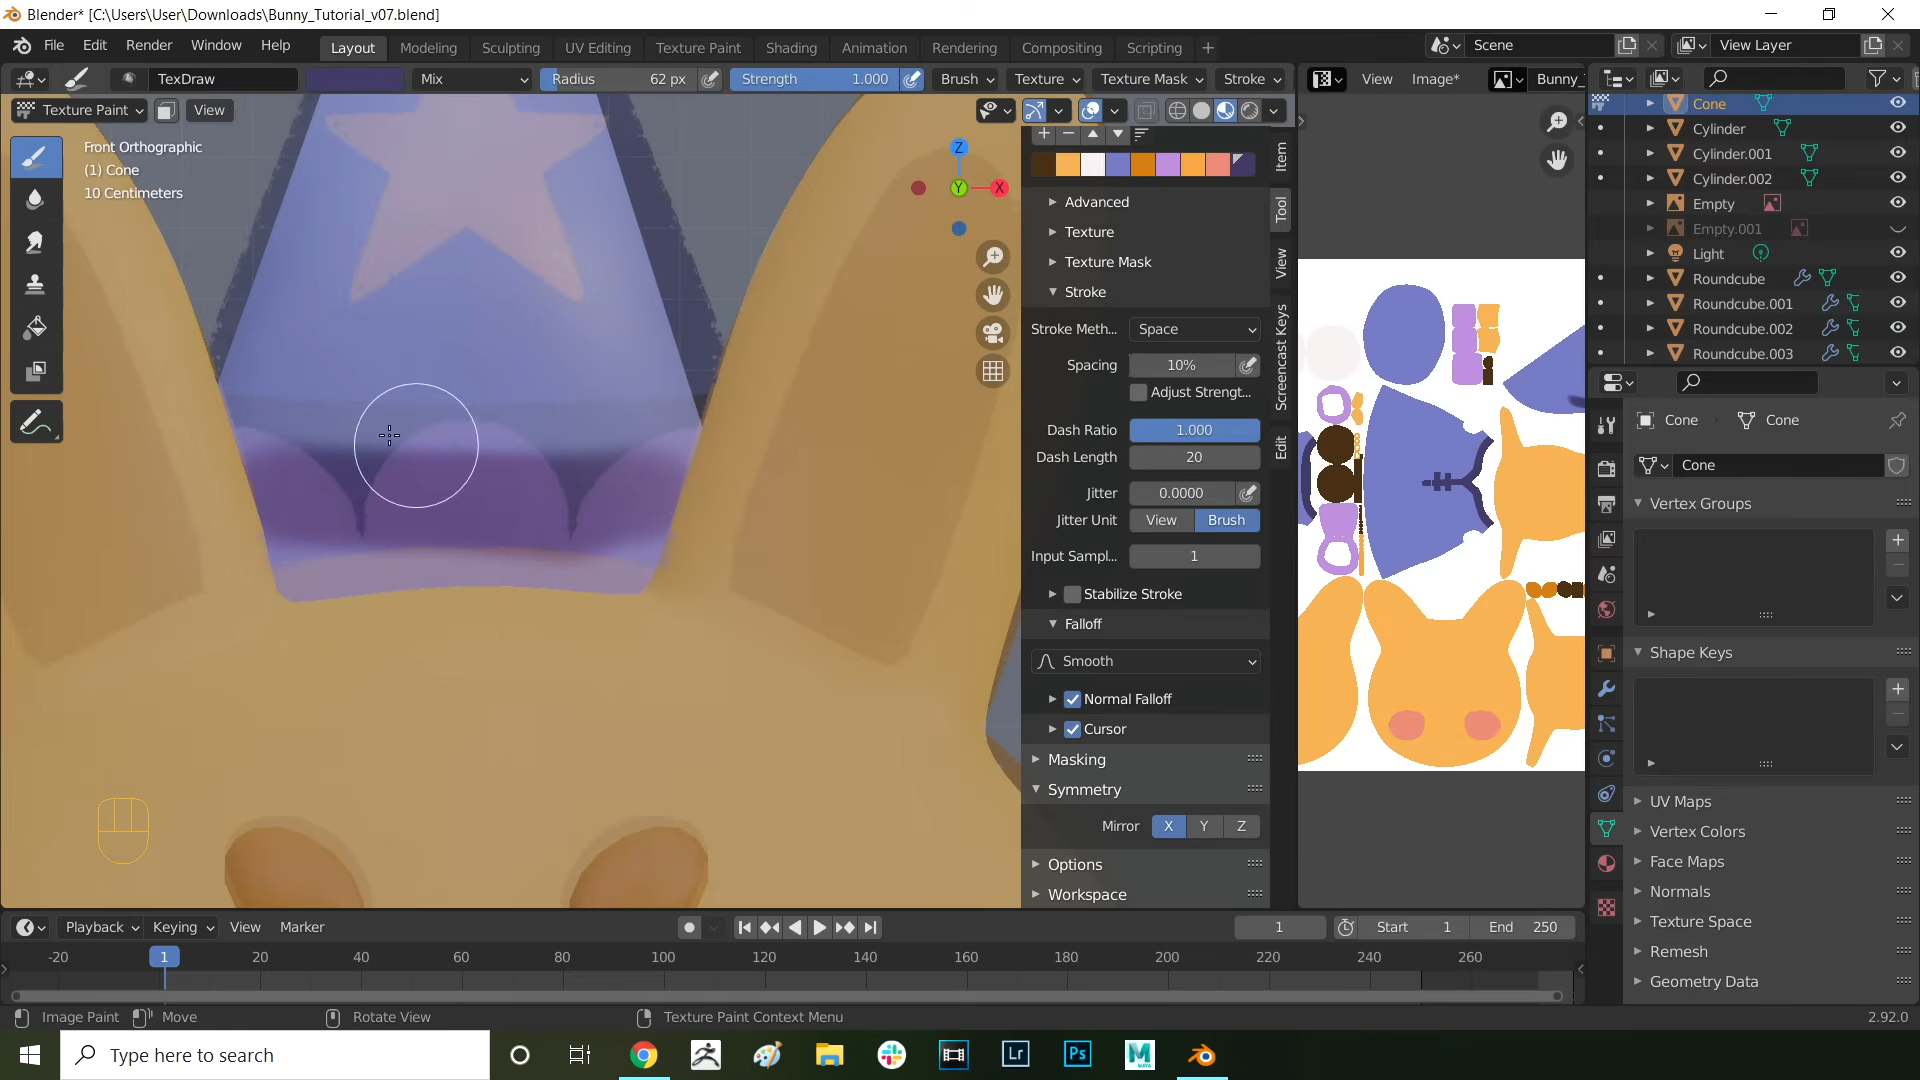 Blender* [C:\Users\User\Downloads\Bunny_Tutorial_v07.blend]
File Edit Render Window Help Layout Modeling Sculpting UV Editing Texture Paint Shading Animation Rendering Compositing Scripting + Scene View Layer
TexDraw Mix Radius 62 px Strength 1.000 Brush Texture Texture Mask Stroke View Image* Bunny_
Texture Paint View
Front Orthographic
(1) Cone
10 Centimeters
Z
Y
X
Item
Tool
View
Screencast Keys
Edit
Advanced
Texture
Texture Mask
Stroke
Stroke Meth... Space
Spacing 10%
Adjust Strengt...
Dash Ratio 1.000
Dash Length 20
Jitter 0.0000
Jitter Unit View Brush
Input Sampl... 1
Stabilize Stroke
Falloff
Smooth
Normal Falloff
Cursor
Masking
Symmetry
Mirror X Y Z
Options
Workspace
Cone
Cylinder
Cylinder.001
Cylinder.002
Empty
Empty.001
Light
Roundcube
Roundcube.001
Roundcube.002
Roundcube.003
Cone Cone
Cone
Vertex Groups
Shape Keys
UV Maps
Vertex Colors
Face Maps
Normals
Texture Space
Remesh
Geometry Data
Playback Keying View Marker 1 Start 1 End 250
-20 1 20 40 60 80 100 120 140 160 180 200 220 240 260
Image Paint Move Rotate View Texture Paint Context Menu 2.92.0
Type here to search Lr Ps M